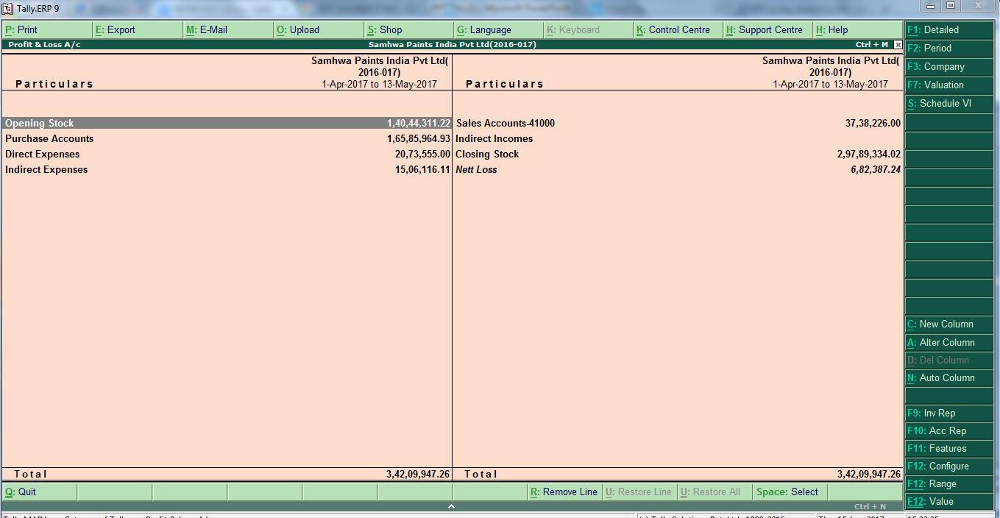 Tally.ERP 9
P: Print E: Export M: E-Mail O: Upload S: Shop G: Language K: Keyboard K: Control Centre H: Support Centre H: Help
Profit & Loss A/c Samhwa Paints India Pvt Ltd(2016-017) Ctrl + M
Particulars
Samhwa Paints India Pvt Ltd(
2016-017)
1-Apr-2017 to 13-May-2017
Particulars
Samhwa Paints India Pvt Ltd(
2016-017)
1-Apr-2017 to 13-May-2017
Opening Stock 1,40,44,311.22 Sales Accounts-41000 37,38,226.00
Purchase Accounts 1,65,85,964.93 Indirect Incomes
Direct Expenses 20,73,555.00 Closing Stock 2,97,89,334.02
Indirect Expenses 15,06,116.11 Nett Loss 6,82,387.24
Total 3,42,09,947.26 Total 3,42,09,947.26
Q: Quit R: Remove Line U: Restore Line U: Restore All Space: Select
Ctrl + N
F1: Detailed
F2: Period
F3: Company
F7: Valuation
S: Schedule VI
C: New Column
A: Alter Column
D: Del Column
N: Auto Column
F9: Inv Rep
F10: Acc Rep
F11: Features
F12: Configure
F12: Range
F12: Value